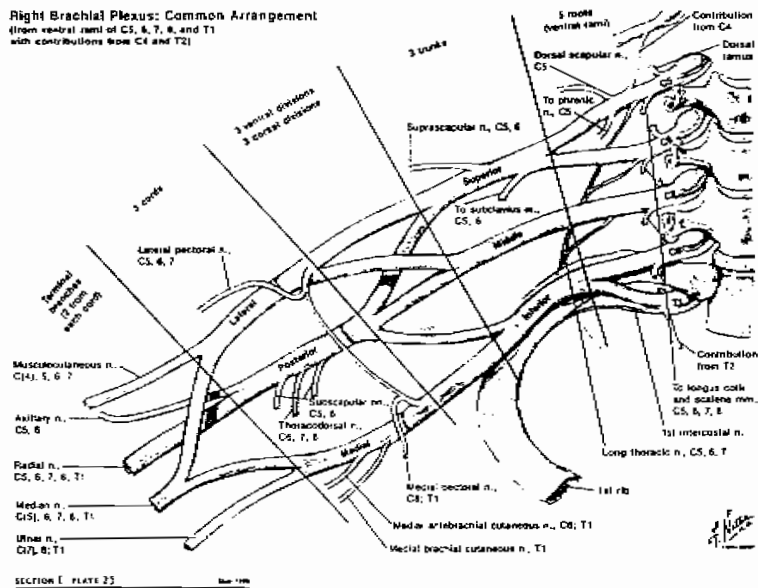 Right Brachial Plexus: Common Arrangement
(from ventral rami of C5, 6, 7, 8, and T1
with contributions from C4 and T2)
5 roots
(ventral rami)
Contribution
from C4
Dorsal
ramus
3 trunks
Dorsal scapular n.,
C5
To phrenic
n., C5
3 ventral divisions
3 dorsal divisions
Suprascapular n., C5, 6
Superior
To subclavius m.,
C5, 6
Middle
3 cords
Lateral pectoral n.,
C5, 6, 7
Terminal
branches
(2 from
each cord)
Lateral
Inferior
Posterior
Musculocutaneous n.,
C(4), 5, 6, 7
Axillary n.,
C5, 6
Subscapular nn.,
C5, 6
Thoracodorsal n.,
C6, 7, 8
Medial
Contribution
from T2
To longus colli
and scalene mm.,
C5, 6, 7, 8
1st intercostal n.
Long thoracic n., C5, 6, 7
1st rib
Radial n.,
C5, 6, 7, 8, T1
Medial pectoral n.,
C8; T1
Median n.,
C(5), 6, 7, 8, T1
Medial antebrachial cutaneous n., C8; T1
Ulnar n.,
C(7), 8; T1
Medial brachial cutaneous n., T1
SECTION I PLATE 25